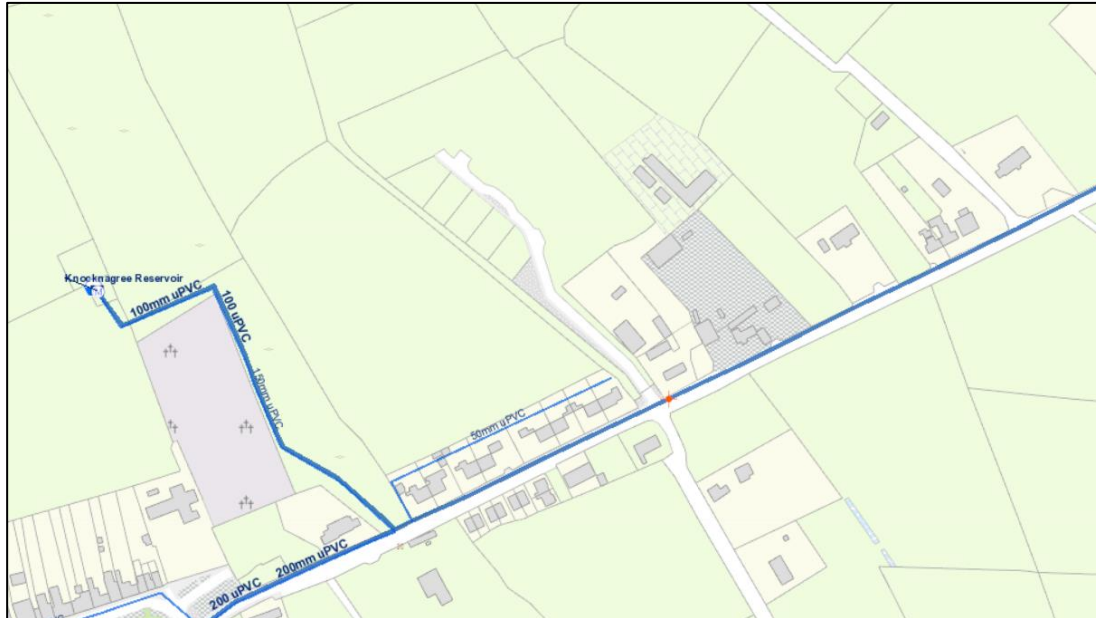 Knocknagree Reservoir
100mm uPVC
100 uPVC
150mm uPVC
50mm uPVC
200mm uPVC
200 uPVC